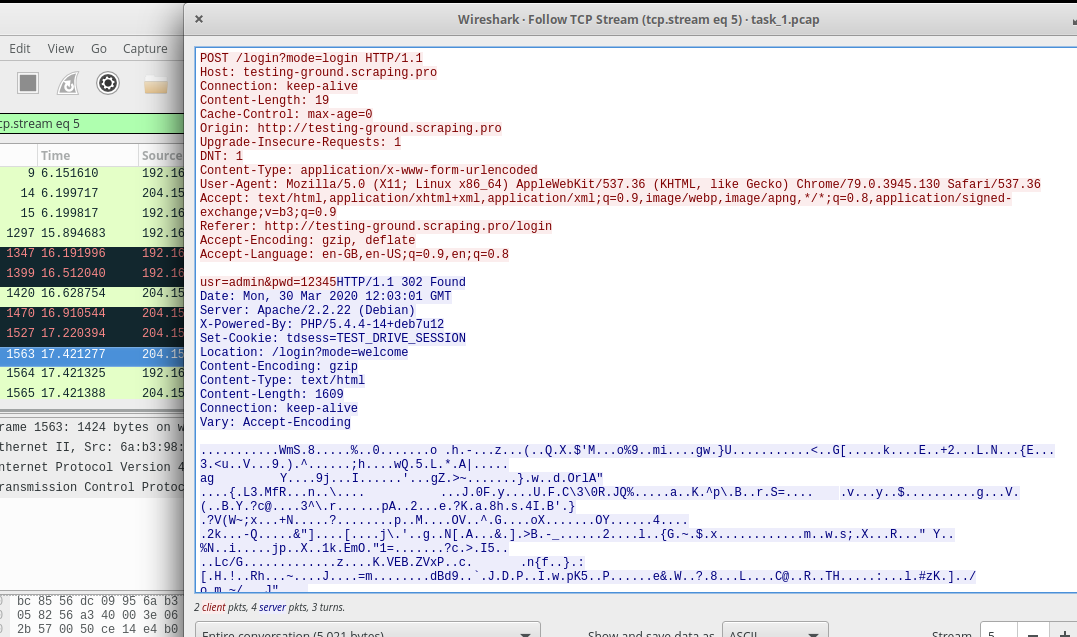 Wireshark · Follow TCP Stream (tcp.stream eq 5) · task_1.pcap
Edit View Go Capture
cp.stream eq 5
Time Source
9 6.151610 192.16
14 6.199717 204.15
15 6.199817 192.16
1297 15.894683 192.16
1347 16.191996 192.16
1399 16.512040 192.16
1420 16.628754 204.15
1470 16.910544 204.15
1527 17.220394 204.15
1563 17.421277 204.15
1564 17.421325 192.16
1565 17.421388 204.15
rame 1563: 1424 bytes on w
thernet II, Src: 6a:b3:98:
nternet Protocol Version 4
ransmission Control Protoc
bc 85 56 dc 09 95 6a b3
05 82 56 a3 40 00 3e 06
2b 57 00 50 ce 14 e4 b0
POST /login?mode=login HTTP/1.1
Host: testing-ground.scraping.pro
Connection: keep-alive
Content-Length: 19
Cache-Control: max-age=0
Origin: http://testing-ground.scraping.pro
Upgrade-Insecure-Requests: 1
DNT: 1
Content-Type: application/x-www-form-urlencoded
User-Agent: Mozilla/5.0 (X11; Linux x86_64) AppleWebKit/537.36 (KHTML, like Gecko) Chrome/79.0.3945.130 Safari/537.36
Accept: text/html,application/xhtml+xml,application/xml;q=0.9,image/webp,image/apng,*/*;q=0.8,application/signed-
exchange;v=b3;q=0.9
Referer: http://testing-ground.scraping.pro/login
Accept-Encoding: gzip, deflate
Accept-Language: en-GB,en-US;q=0.9,en;q=0.8
usr=admin&pwd=12345HTTP/1.1 302 Found
Date: Mon, 30 Mar 2020 12:03:01 GMT
Server: Apache/2.2.22 (Debian)
X-Powered-By: PHP/5.4.4-14+deb7u12
Set-Cookie: tdsess=TEST_DRIVE_SESSION
Location: /login?mode=welcome
Content-Encoding: gzip
Content-Type: text/html
Content-Length: 1609
Connection: keep-alive
Vary: Accept-Encoding
...........WmS.8.....%..0.......o .h.-...z...(..Q.X.$'M...o%9..mi....gw.}U...........<..G[.....k....E..+2...L.N...{E...
3.<u..V...9.).^......;h....wQ.5.L.*.A|.....
ag Y....9j...I......'...gZ.>~.......}.w..d.OrlA"
....{.L3.MfR...n..\.... ...J.0F.y....U.F.C\3\0R.JQ%.....a..K.^p\.B..r.S=.... .v...y..$..........g...V.
(..B.Y.?c@....3^\.r......pA..2...e.?K.a.8h.s.4I.B'.}
.?V(W~;x...+N.....?........p..M....OV..^.G....oX.......OY......4....
.2k...-Q.....&"]....[....j\.'..g..N[.A...&.].>B.-_......2....l..{G.~.$.x............m..w.s;.X...R..." Y..
%N..i.....jp..X..1k.EmO."1=.......?c.>.I5..
..Lc/G.............z....K.VEB.ZVxP..c. .n{f..}.:
[.H.!..Rh...~....J....=m........dBd9..`.J.D.P..I.w.pK5..P......e&.W..?.8...L....C@..R..TH.....:...l.#zK.]../
2 client pkts, 4 server pkts, 3 turns.
Entire conversation (5,021 bytes) Show and save data as ASCII Stream 5